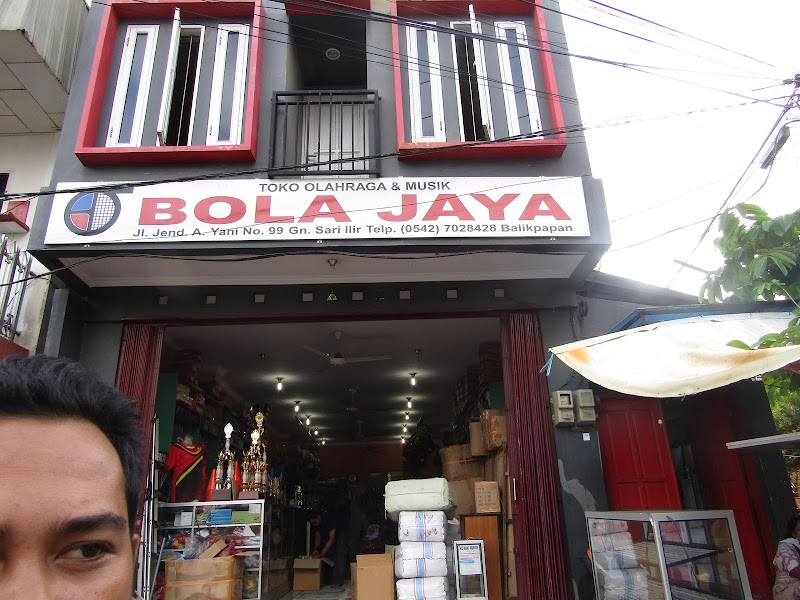 TOKO OLAHRAGA & MUSIK
BOLA JAYA
Jl. Jend. A. Yani No. 99 Gn. Sari Ilir Telp. (0542) 7028428 Balikpapan